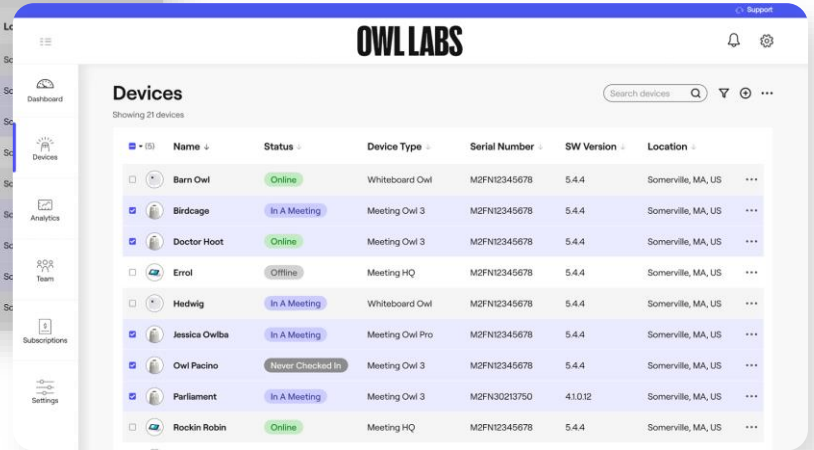 Support
OWL LABS
Dashboard
Devices
Analytics
Team
Subscriptions
Settings
Devices
Showing 21 devices
Search devices
(5) Name ↓ Status ↓ Device Type ↓ Serial Number ↓ SW Version ↓ Location ↓
Barn Owl Online Whiteboard Owl M2FN12345678 5.4.4 Somerville, MA, US
Birdcage In A Meeting Meeting Owl 3 M2FN12345678 5.4.4 Somerville, MA, US
Doctor Hoot Online Meeting Owl 3 M2FN12345678 5.4.4 Somerville, MA, US
Errol Offline Meeting HQ M2FN12345678 5.4.4 Somerville, MA, US
Hedwig In A Meeting Whiteboard Owl M2FN12345678 5.4.4 Somerville, MA, US
Jessica Owlba In A Meeting Meeting Owl Pro M2FN12345678 5.4.4 Somerville, MA, US
Owl Pacino Never Checked In Meeting Owl 3 M2FN12345678 5.4.4 Somerville, MA, US
Parliament In A Meeting Meeting Owl 3 M2FN30213750 4.1.0.12 Somerville, MA, US
Rockin Robin Online Meeting HQ M2FN12345678 5.4.4 Somerville, MA, US